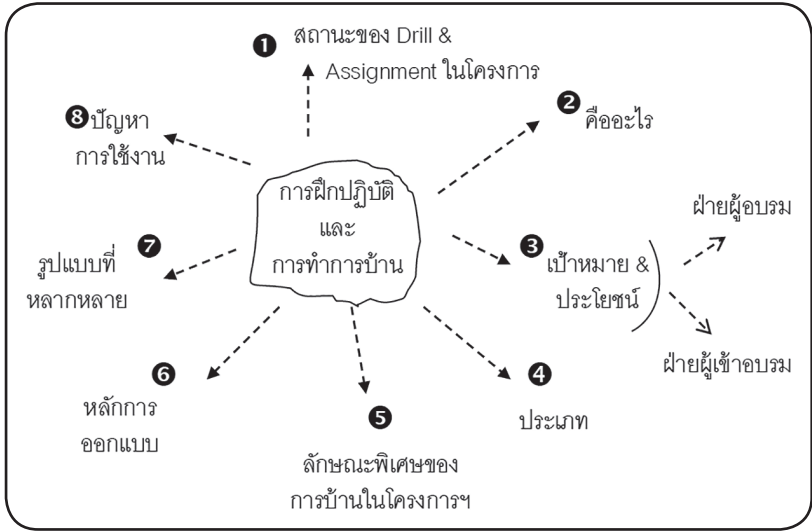 การฝึกปฏิบัติ
และ
การทำการบ้าน
❶ สถานะของ Drill &
Assignment ในโครงการ
❷ คืออะไร
❸ เป้าหมาย &
ประโยชน์
ฝ่ายผู้อบรม
ฝ่ายผู้เข้าอบรม
❹
ประเภท
❺
ลักษณะพิเศษของ
การบ้านในโครงการฯ
❻
หลักการ
ออกแบบ
❼
รูปแบบที่
หลากหลาย
❽ ปัญหา
การใช้งาน